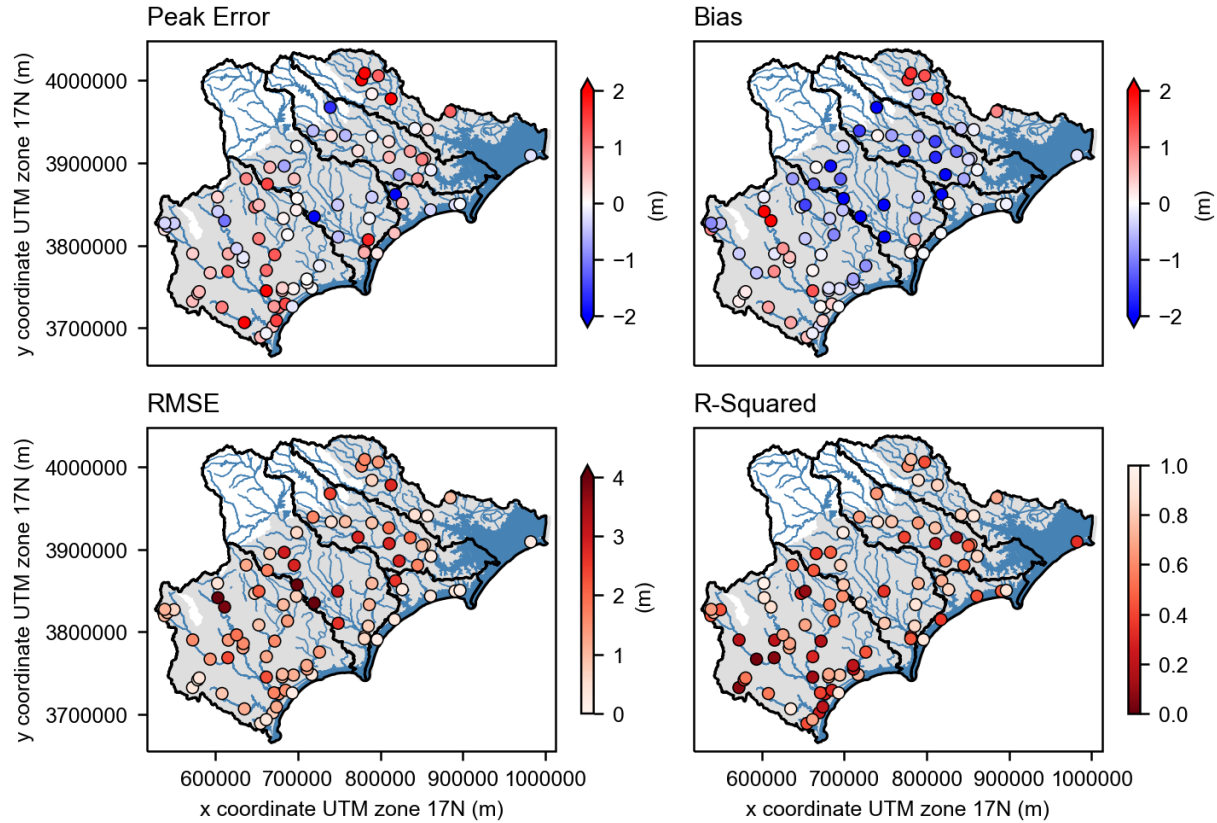 Peak Error
Bias
y coordinate UTM zone 17N (m)
4000000
3900000
3800000
3700000
2
1
0
−1
−2
(m)
2
1
0
−1
−2
(m)
RMSE
R-Squared
y coordinate UTM zone 17N (m)
4000000
3900000
3800000
3700000
4
3
2
1
0
(m)
1.0
0.8
0.6
0.4
0.2
0.0
600000 700000 800000 900000 1000000
600000 700000 800000 900000 1000000
x coordinate UTM zone 17N (m)
x coordinate UTM zone 17N (m)